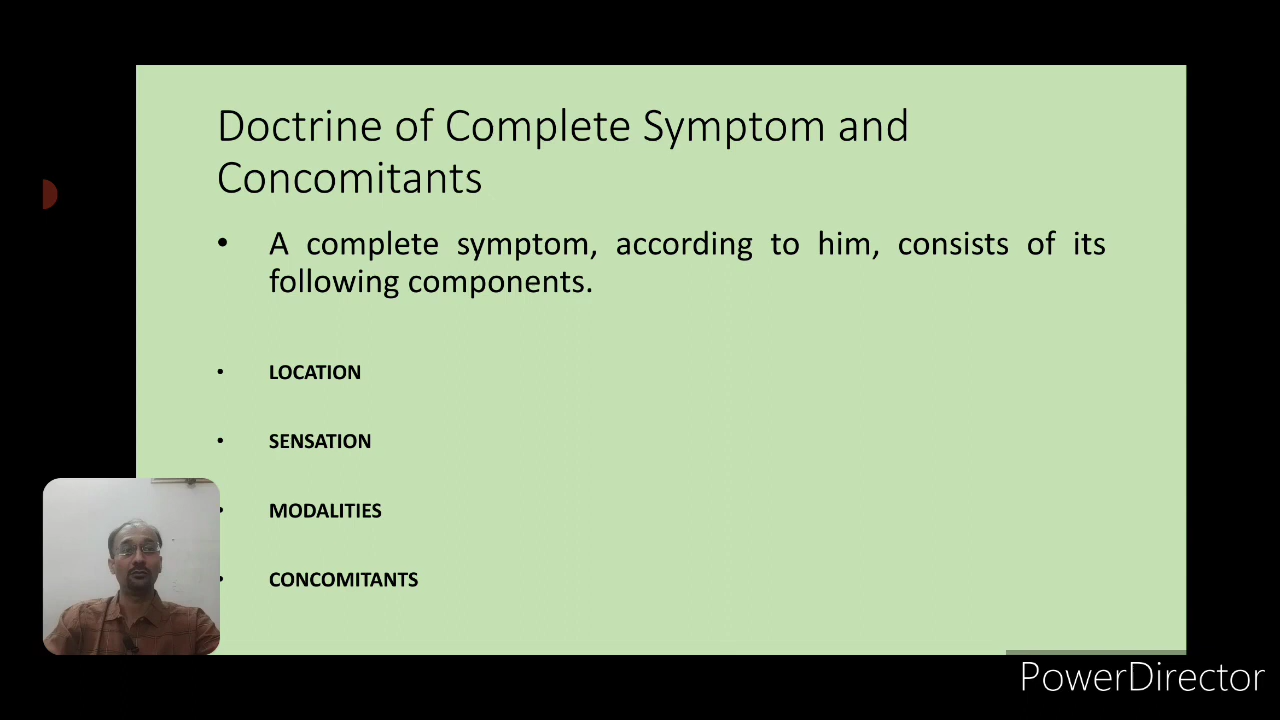 Doctrine of Complete Symptom and
Concomitants
• A complete symptom, according to him, consists of its
following components.
• LOCATION
• SENSATION
• MODALITIES
• CONCOMITANTS
PowerDirector